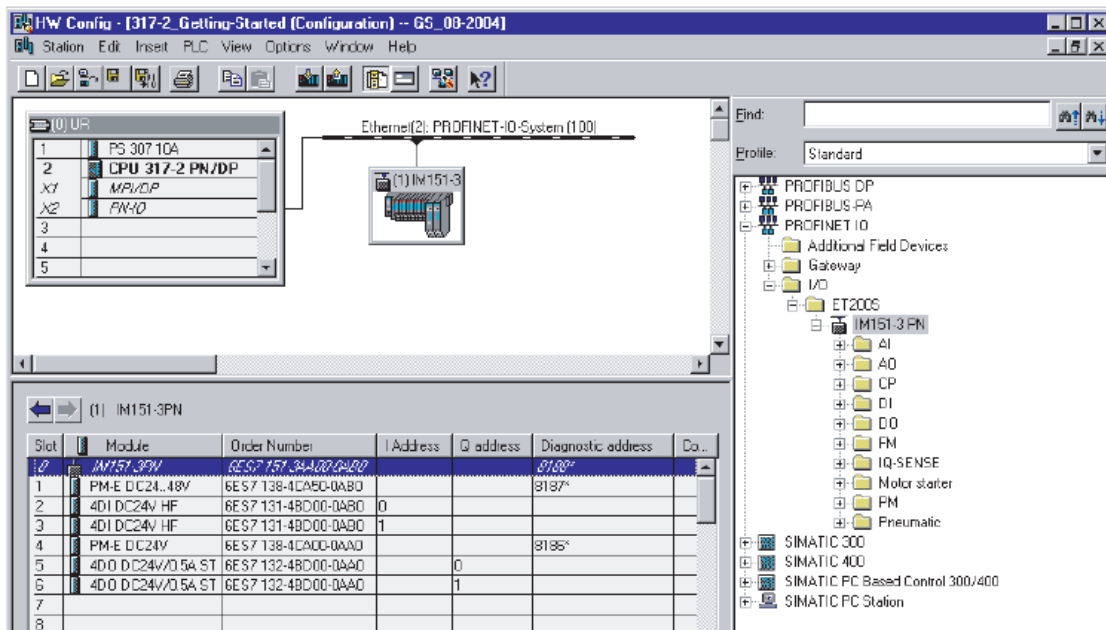 HW Config - [317-2_Getting-Started (Configuration) -- GS_08-2004]
Station Edit Insert PLC View Options Window Help
(0) UR
1 PS 307 10A
2 CPU 317-2 PN/DP
X1 MPI/DP
X2 PN-IO
3
4
5
Ethernet(2): PROFINET-IO-System (100)
(1) IM151-3
Find:
Profile: Standard
PROFIBUS DP
PROFIBUS-PA
PROFINET IO
Additional Field Devices
Gateway
I/O
ET200S
IM151-3 PN
AI
AO
CP
DI
DO
FM
IQ-SENSE
Motor starter
PM
Pneumatic
SIMATIC 300
SIMATIC 400
SIMATIC PC Based Control 300/400
SIMATIC PC Station
(1) IM151-3PN
Slot Module Order Number I Address Q address Diagnostic address Co...
0 IM151-3PN 6ES7 151-3AA00-0AB0 8188*
1 PM-E DC24..48V 6ES7 138-4CA50-0AB0 8187*
2 4DI DC24V HF 6ES7 131-4BD00-0AB0 0
3 4DI DC24V HF 6ES7 131-4BD00-0AB0 1
4 PM-E DC24V 6ES7 138-4CA00-0AA0 8186*
5 4DO DC24V/0.5A ST 6ES7 132-4BD00-0AA0 0
6 4DO DC24V/0.5A ST 6ES7 132-4BD00-0AA0 1
7
8